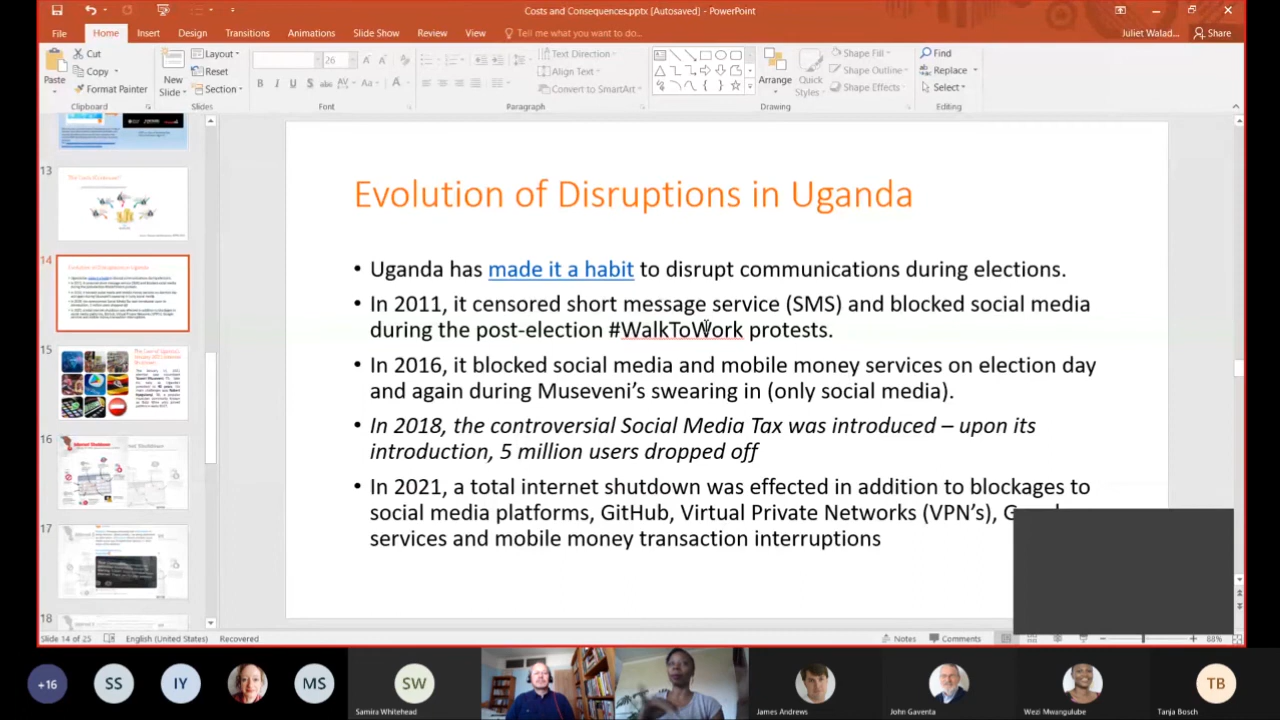 Costs and Consequences.pptx [Autosaved] - PowerPoint
File Home Insert Design Transitions Animations Slide Show Review View Tell me what you want to do... Juliet Walad... Share
Paste Cut Copy Format Painter Clipboard
New Slide Layout Reset Section Slides
26 Font
Text Direction Align Text Convert to SmartArt Paragraph
Arrange Quick Styles Shape Fill Shape Outline Shape Effects Drawing
Find Replace Select Editing
13
14
15
16
17
18
Evolution of Disruptions in Uganda
• Uganda has made it a habit to disrupt communications during elections.
• In 2011, it censored short message service (SMS) and blocked social media
during the post-election #WalkToWork protests.
• In 2016, it blocked social media and mobile money services on election day
and again during Museveni's swearing in (only social media).
• In 2018, the controversial Social Media Tax was introduced – upon its
introduction, 5 million users dropped off
• In 2021, a total internet shutdown was effected in addition to blockages to
social media platforms, GitHub, Virtual Private Networks (VPN's),
services and mobile money transaction interruptions
Slide 14 of 25 English (United States) Recovered Notes Comments 88%
+16 SS IY MS SW TB
Samira Whitehead James Andrews John Gaventa Wezi Mwangulube Tanja Bosch